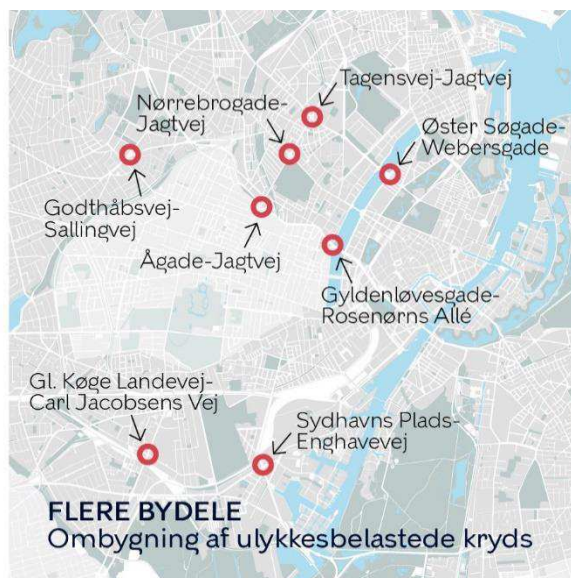 Tagensvej-Jagtvej
Nørrebrogade-
Jagtvej
Øster Søgade-
Webersgade
Godthåbsvej-
Sallingvej
Ågade-Jagtvej
Gyldenløvesgade-
Rosenørns Allé
Gl. Køge Landevej-
Carl Jacobsens Vej
Sydhavns Plads-
Enghavevej
FLERE BYDELE
Ombygning af ulykkesbelastede kryds